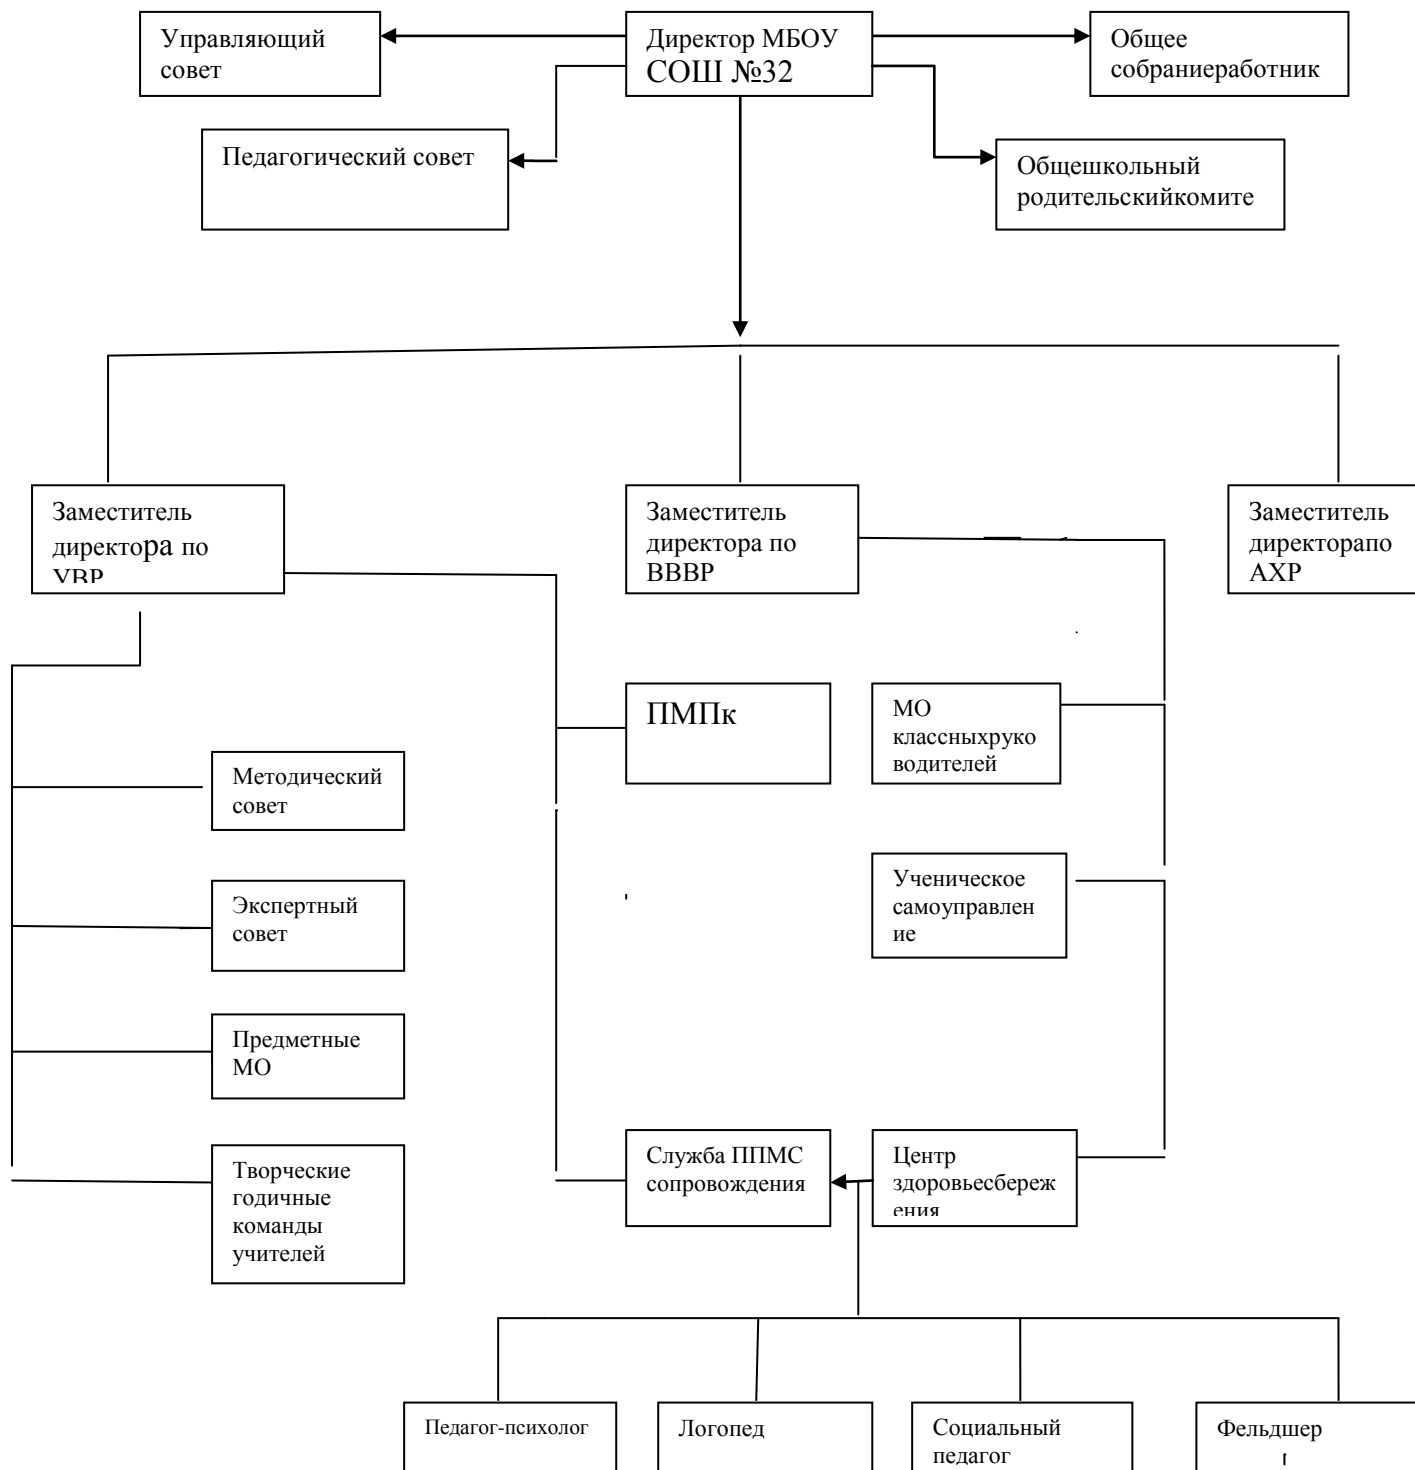 Управляющий
совет
Директор МБОУ
СОШ №32
Общее
собраниеработник
Педагогический совет
Общешкольный
родительскийкомите
Заместитель
директора по
УВР
Заместитель
директора по
ВВВР
Заместитель
директорапо
АХР
ПМПк
МО
классныхруко
водителей
Методический
совет
Ученическое
самоуправлен
ие
Экспертный
совет
Предметные
МО
Служба ППМС
сопровождения
Центр
здоровьесбереж
ения
Творческие
годичные
команды
учителей
Педагог-психолог
Логопед
Социальный
педагог
Фельдшер